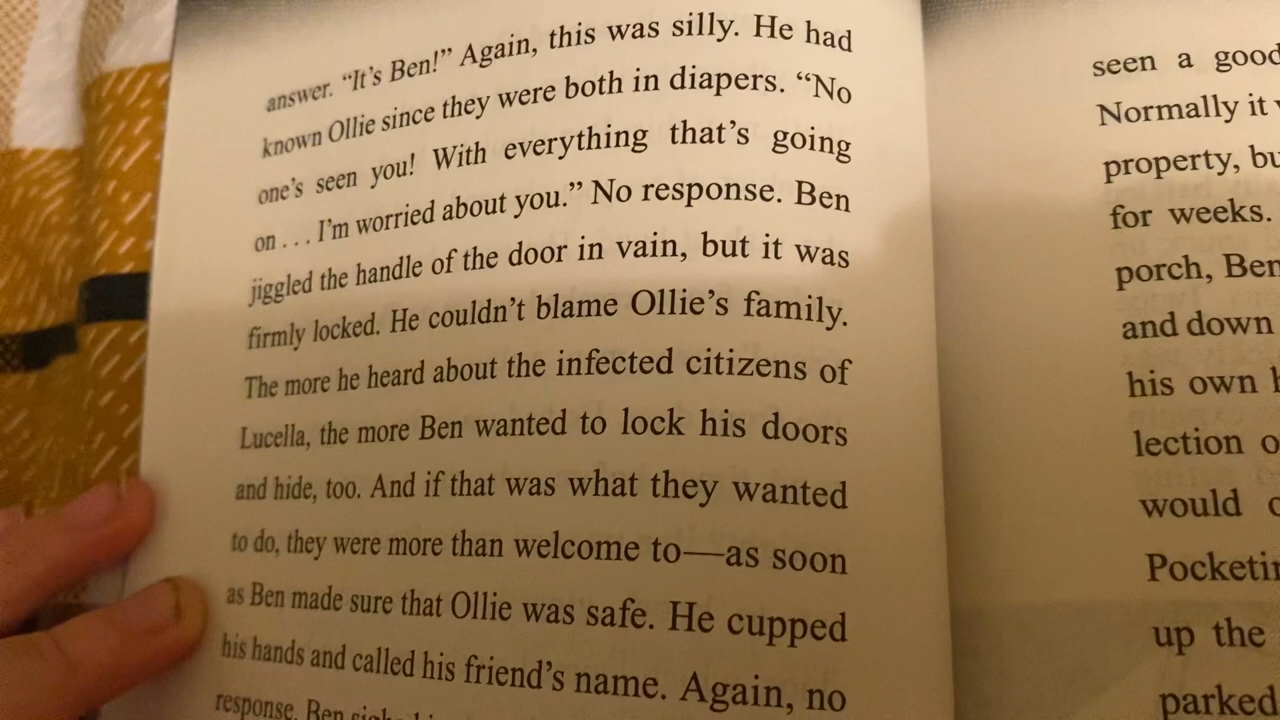 answer. “It’s Ben!” Again, this was silly. He had
known Ollie since they were both in diapers. “No
one’s seen you! With everything that’s going
on . . . I’m worried about you.” No response. Ben
jiggled the handle of the door in vain, but it was
firmly locked. He couldn’t blame Ollie’s family.
The more he heard about the infected citizens of
Lucella, the more Ben wanted to lock his doors
and hide, too. And if that was what they wanted
to do, they were more than welcome to—as soon
as Ben made sure that Ollie was safe. He cupped
his hands and called his friend’s name. Again, no
response. Ben
seen a good
Normally it
property,
for weeks.
porch, Ben
and down
his own
lection
would
up the
parked